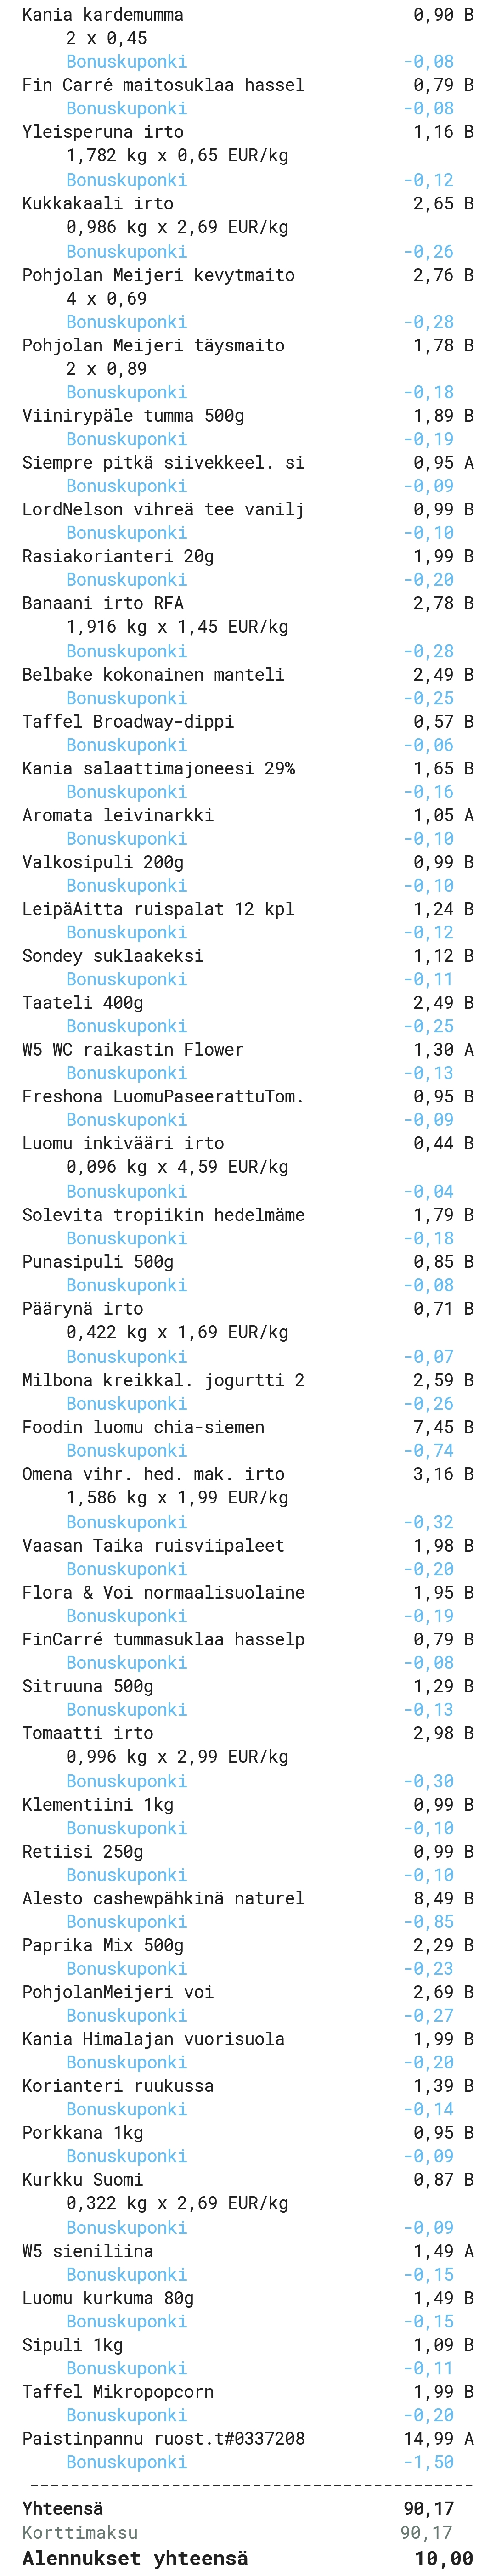 Kania kardemumma 0,90 B
2 x 0,45
Bonuskuponki -0,08
Fin Carré maitosuklaa hassel 0,79 B
Bonuskuponki -0,08
Yleisperuna irto 1,16 B
1,782 kg x 0,65 EUR/kg
Bonuskuponki -0,12
Kukkakaali irto 2,65 B
0,986 kg x 2,69 EUR/kg
Bonuskuponki -0,26
Pohjolan Meijeri kevytmaito 2,76 B
4 x 0,69
Bonuskuponki -0,28
Pohjolan Meijeri täysmaito 1,78 B
2 x 0,89
Bonuskuponki -0,18
Viinirypäle tumma 500g 1,89 B
Bonuskuponki -0,19
Siempre pitkä siivekkeel. si 0,95 A
Bonuskuponki -0,09
LordNelson vihreä tee vanilj 0,99 B
Bonuskuponki -0,10
Rasiakorianteri 20g 1,99 B
Bonuskuponki -0,20
Banaani irto RFA 2,78 B
1,916 kg x 1,45 EUR/kg
Bonuskuponki -0,28
Belbake kokonainen manteli 2,49 B
Bonuskuponki -0,25
Taffel Broadway-dippi 0,57 B
Bonuskuponki -0,06
Kania salaattimajoneesi 29% 1,65 B
Bonuskuponki -0,16
Aromata leivinarkki 1,05 A
Bonuskuponki -0,10
Valkosipuli 200g 0,99 B
Bonuskuponki -0,10
LeipäAitta ruispalat 12 kpl 1,24 B
Bonuskuponki -0,12
Sondey suklaakeksi 1,12 B
Bonuskuponki -0,11
Taateli 400g 2,49 B
Bonuskuponki -0,25
W5 WC raikastin Flower 1,30 A
Bonuskuponki -0,13
Freshona LuomuPaseerattuTom. 0,95 B
Bonuskuponki -0,09
Luomu inkivääri irto 0,44 B
0,096 kg x 4,59 EUR/kg
Bonuskuponki -0,04
Solevita tropiikin hedelmäme 1,79 B
Bonuskuponki -0,18
Punasipuli 500g 0,85 B
Bonuskuponki -0,08
Päärynä irto 0,71 B
0,422 kg x 1,69 EUR/kg
Bonuskuponki -0,07
Milbona kreikkal. jogurtti 2 2,59 B
Bonuskuponki -0,26
Foodin luomu chia-siemen 7,45 B
Bonuskuponki -0,74
Omena vihr. hed. mak. irto 3,16 B
1,586 kg x 1,99 EUR/kg
Bonuskuponki -0,32
Vaasan Taika ruisviipaleet 1,98 B
Bonuskuponki -0,20
Flora & Voi normaalisuolaine 1,95 B
Bonuskuponki -0,19
FinCarré tummasuklaa hasselp 0,79 B
Bonuskuponki -0,08
Sitruuna 500g 1,29 B
Bonuskuponki -0,13
Tomaatti irto 2,98 B
0,996 kg x 2,99 EUR/kg
Bonuskuponki -0,30
Klementiini 1kg 0,99 B
Bonuskuponki -0,10
Retiisi 250g 0,99 B
Bonuskuponki -0,10
Alesto cashewpähkinä naturel 8,49 B
Bonuskuponki -0,85
Paprika Mix 500g 2,29 B
Bonuskuponki -0,23
PohjolanMeijeri voi 2,69 B
Bonuskuponki -0,27
Kania Himalajan vuorisuola 1,99 B
Bonuskuponki -0,20
Korianteri ruukussa 1,39 B
Bonuskuponki -0,14
Porkkana 1kg 0,95 B
Bonuskuponki -0,09
Kurkku Suomi 0,87 B
0,322 kg x 2,69 EUR/kg
Bonuskuponki -0,09
W5 sieniliina 1,49 A
Bonuskuponki -0,15
Luomu kurkuma 80g 1,49 B
Bonuskuponki -0,15
Sipuli 1kg 1,09 B
Bonuskuponki -0,11
Taffel Mikropopcorn 1,99 B
Bonuskuponki -0,20
Paistinpannu ruost.t#0337208 14,99 A
Bonuskuponki -1,50
--------------------------------------------
Yhteensä 90,17
Korttimaksu 90,17
Alennukset yhteensä 10,00